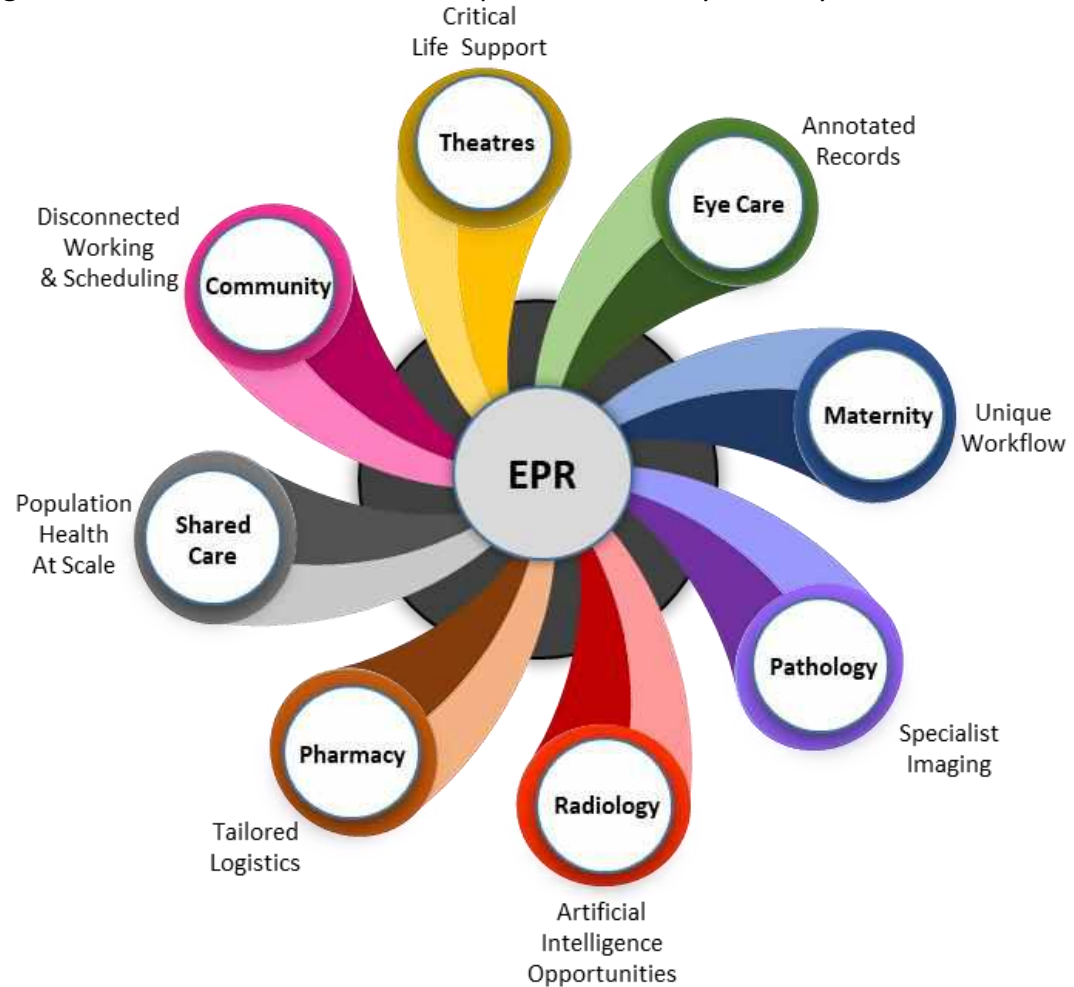 Critical
Life Support
Theatres
Annotated
Records
Eye Care
Disconnected
Working
& Scheduling
Community
Maternity
Unique
Workflow
EPR
Population
Health
At Scale
Shared
Care
Pathology
Specialist
Imaging
Pharmacy
Tailored
Logistics
Radiology
Artificial
Intelligence
Opportunities